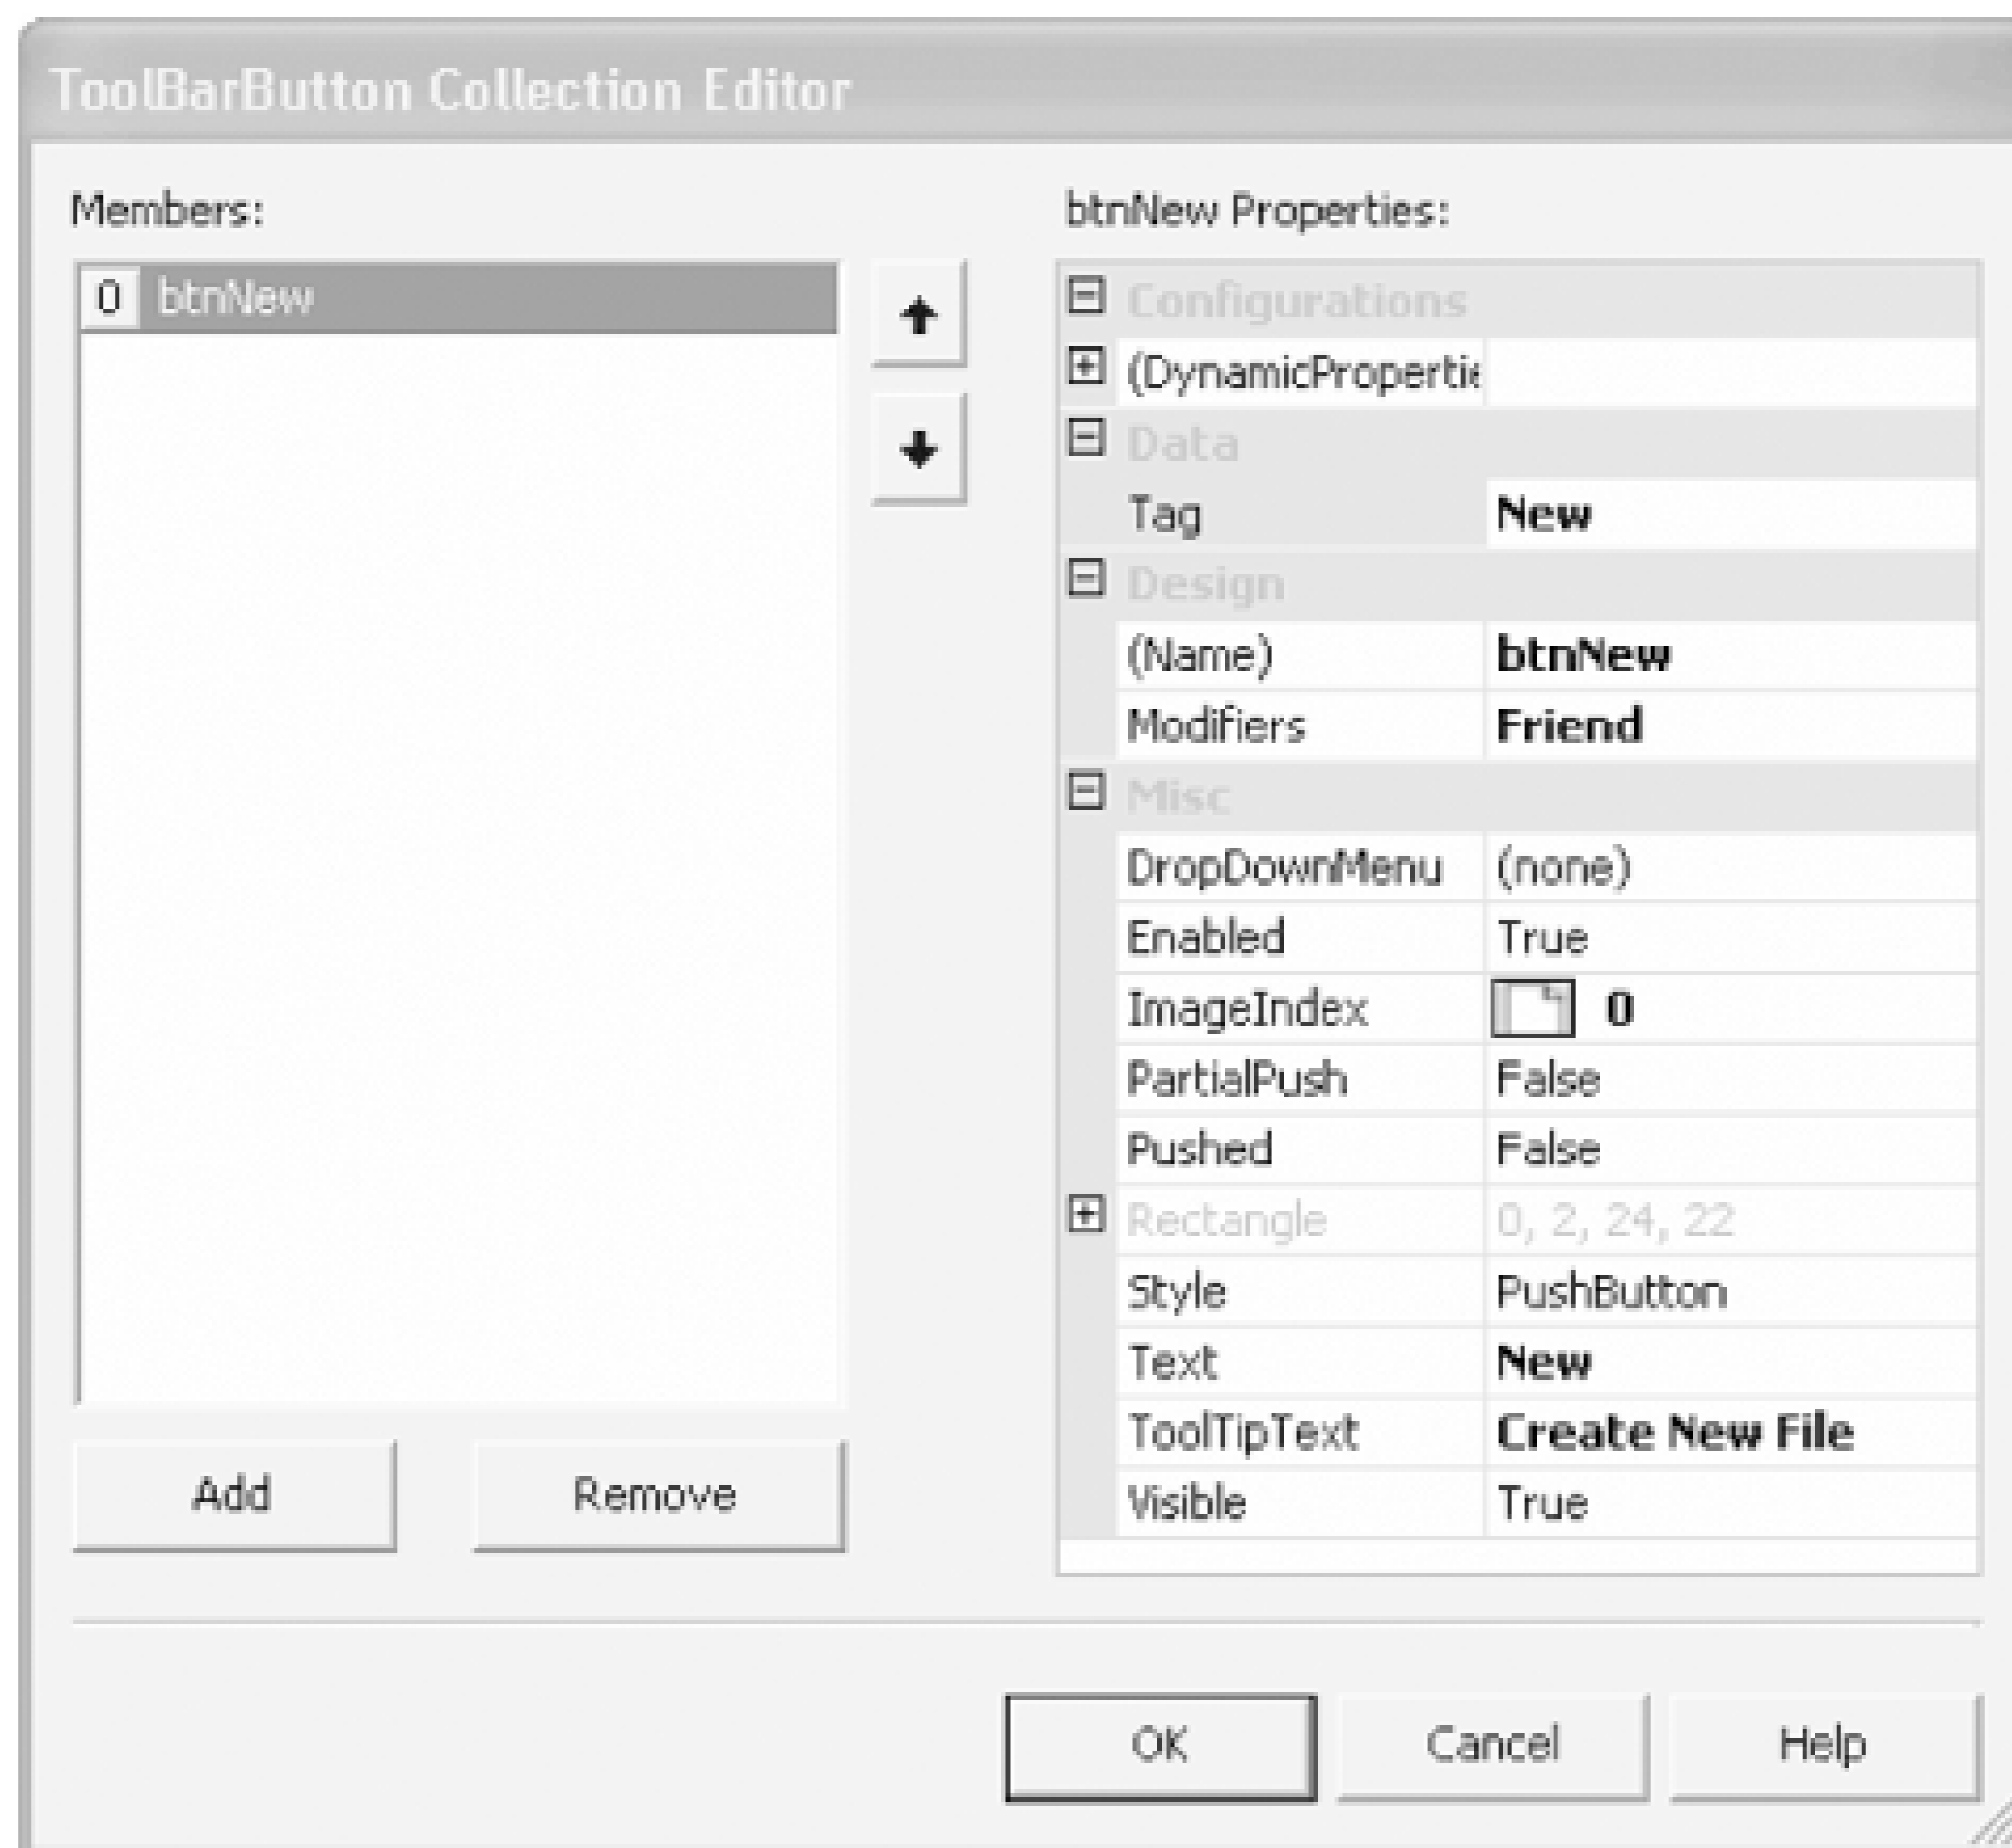 ToolBarButton Collection Editor
Members:
0 btnNew
Add Remove
btnNew Properties:
Configurations
(DynamicPropertie
Data
Tag New
Design
(Name) btnNew
Modifiers Friend
Misc
DropDownMenu (none)
Enabled True
ImageIndex 0
PartialPush False
Pushed False
Rectangle 0, 2, 24, 22
Style PushButton
Text New
ToolTipText Create New File
Visible True
OK Cancel Help